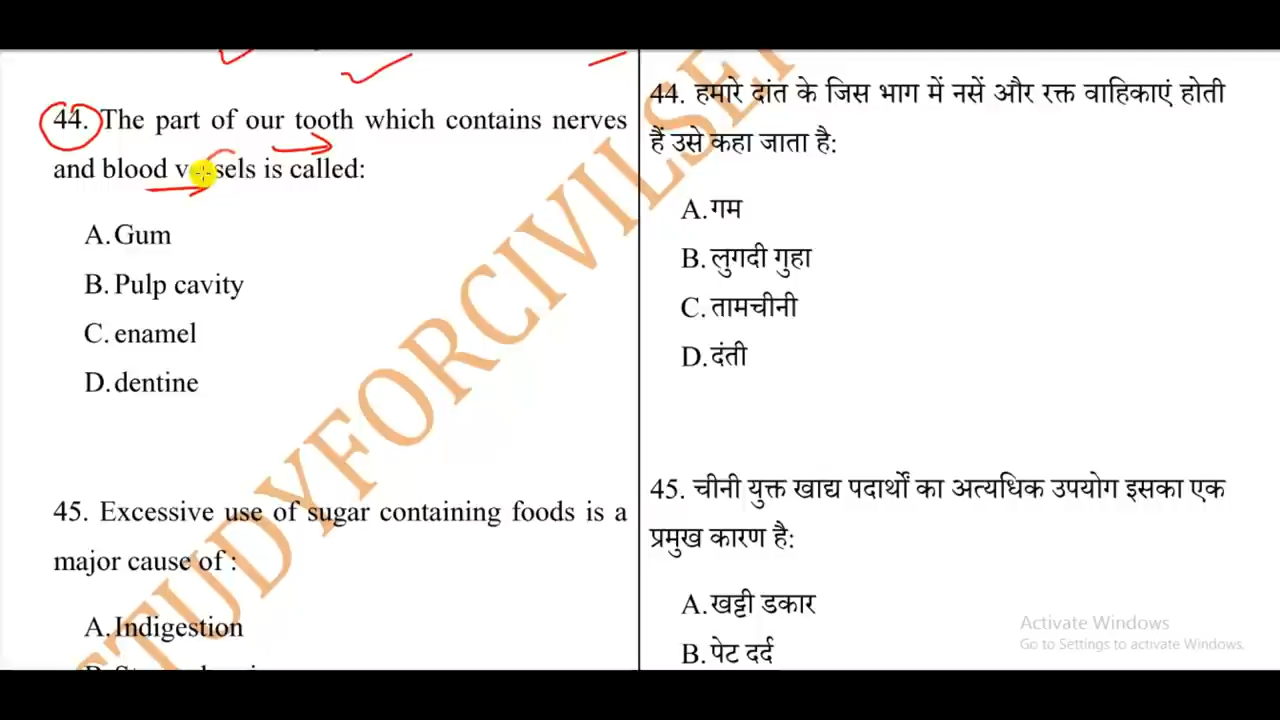 44. The part of our tooth which contains nerves
and blood vessels is called:
A. Gum
B. Pulp cavity
C. enamel
D. dentine
45. Excessive use of sugar containing foods is a
major cause of :
A. Indigestion
44. हमारे दांत के जिस भाग में नसें और रक्त वाहिकाएं होती
हैं उसे कहा जाता है:
A. गम
B. लुगदी गुहा
C. तामचीनी
D. दंती
45. चीनी युक्त खाद्य पदार्थों का अत्यधिक उपयोग इसका एक
प्रमुख कारण है:
A. खट्टी डकार
B. पेट दर्द
STUDYFORCIVILSER
Activate Windows
Go to Settings to activate Windows.